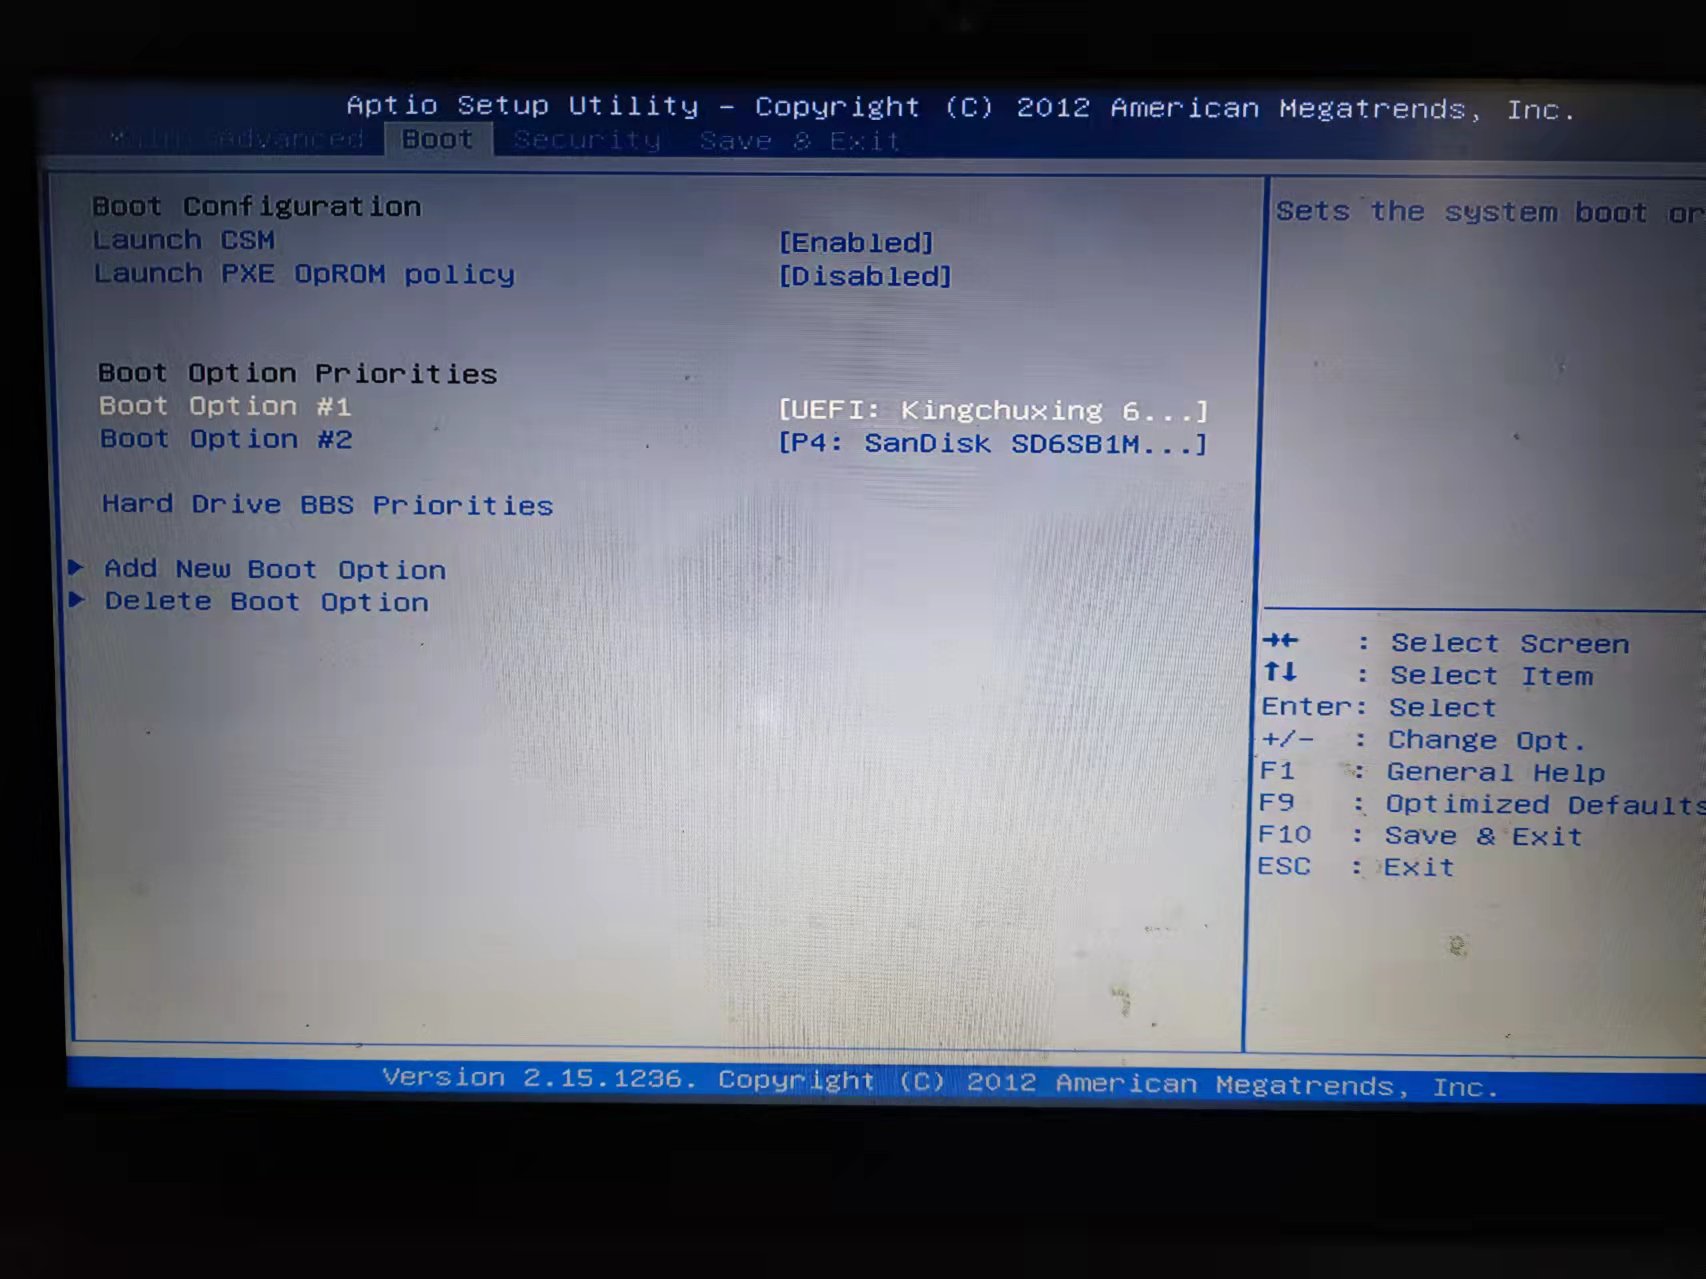 Aptio Setup Utility - Copyright (C) 2012 American Megatrends, Inc.
Main Advanced Boot Security Save & Exit
Boot Configuration
Launch CSM [Enabled]
Launch PXE OpROM policy [Disabled]
Boot Option Priorities
Boot Option #1 [UEFI: Kingchuxing 6...]
Boot Option #2 [P4: SanDisk SD6SB1M...]
Hard Drive BBS Priorities
Add New Boot Option
Delete Boot Option
Sets the system boot or
→← : Select Screen
↑↓ : Select Item
Enter: Select
+/- : Change Opt.
F1 : General Help
F9 : Optimized Defaults
F10 : Save & Exit
ESC : Exit
Version 2.15.1236. Copyright (C) 2012 American Megatrends, Inc.